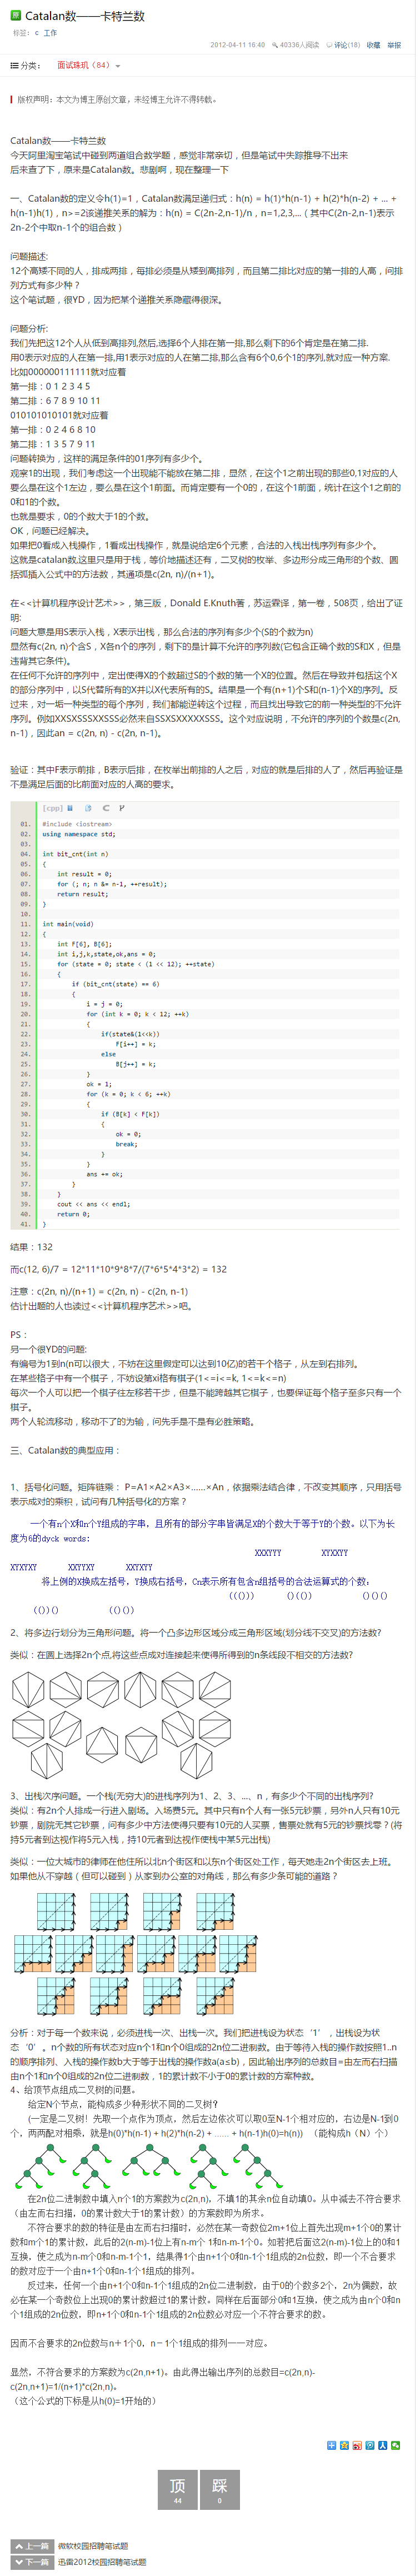 Catalan数——卡特兰数
标签： c 工作
2012-04-11 16:40 40336人阅读 评论(18) 收藏 举报
分类：
面试珠玑（84）
版权声明：本文为博主原创文章，未经博主允许不得转载。
Catalan数——卡特兰数
今天阿里淘宝笔试中碰到两道组合数学题，感觉非常亲切，但是笔试中失踪推导不出来
后来查了下，原来是Catalan数。悲剧啊，现在整理一下
一、Catalan数的定义令h(1)=1，Catalan数满足递归式：h(n) = h(1)*h(n-1) + h(2)*h(n-2) + ... +
h(n-1)h(1)，n>=2该递推关系的解为：h(n) = C(2n-2,n-1)/n，n=1,2,3,...（其中C(2n-2,n-1)表示
2n-2个中取n-1个的组合数）
问题描述:
12个高矮不同的人，排成两排，每排必须是从矮到高排列，而且第二排比对应的第一排的人高，问排
列方式有多少种？
这个笔试题，很YD，因为把某个递推关系隐藏得很深。
问题分析:
我们先把这12个人从低到高排列,然后,选择6个人排在第一排,那么剩下的6个肯定是在第二排.
用0表示对应的人在第一排,用1表示对应的人在第二排,那么含有6个0,6个1的序列,就对应一种方案.
比如000000111111就对应着
第一排：0 1 2 3 4 5
第二排：6 7 8 9 10 11
010101010101就对应着
第一排：0 2 4 6 8 10
第二排：1 3 5 7 9 11
问题转换为，这样的满足条件的01序列有多少个。
观察1的出现，我们考虑这一个出现能不能放在第二排，显然，在这个1之前出现的那些0,1对应的人
要么是在这个1左边，要么是在这个1前面。而肯定要有一个0的，在这个1前面，统计在这个1之前的
0和1的个数。
也就是要求，0的个数大于1的个数。
OK，问题已经解决。
如果把0看成入栈操作，1看成出栈操作，就是说给定6个元素，合法的入栈出栈序列有多少个。
这就是catalan数,这里只是用于栈，等价地描述还有，二叉树的枚举、多边形分成三角形的个数、圆
括弧插入公式中的方法数，其通项是c(2n, n)/(n+1)。
在<<计算机程序设计艺术>>，第三版，Donald E.Knuth著，苏运霖译，第一卷，508页，给出了证
明:
问题大意是用S表示入栈，X表示出栈，那么合法的序列有多少个(S的个数为n)
显然有c(2n, n)个含S，X各n个的序列，剩下的是计算不允许的序列数(它包含正确个数的S和X，但是
违背其它条件)。
在任何不允许的序列中，定出使得X的个数超过S的个数的第一个X的位置。然后在导致并包括这个X
的部分序列中，以S代替所有的X并以X代表所有的S。结果是一个有(n+1)个S和(n-1)个X的序列。反
过来，对一垢一种类型的每个序列，我们都能逆转这个过程，而且找出导致它的前一种类型的不允许
序列。例如XXSXSSSXXSSS必然来自SSXSXXXXXSSS。这个对应说明，不允许的序列的个数是c(2n,
n-1)，因此an = c(2n, n) - c(2n, n-1)。
验证：其中F表示前排，B表示后排，在枚举出前排的人之后，对应的就是后排的人了，然后再验证是
不是满足后面的比前面对应的人高的要求。
[cpp]
01. #include <iostream>
02. using namespace std;
03.
04. int bit_cnt(int n)
05. {
06. int result = 0;
07. for (; n; n &= n-1, ++result);
08. return result;
09. }
10.
11. int main(void)
12. {
13. int F[6], B[6];
14. int i,j,k,state,ok,ans = 0;
15. for (state = 0; state < (1 << 12); ++state)
16. {
17. if (bit_cnt(state) == 6)
18. {
19. i = j = 0;
20. for (int k = 0; k < 12; ++k)
21. {
22. if(state&(1<<k))
23. F[i++] = k;
24. else
25. B[j++] = k;
26. }
27. ok = 1;
28. for (k = 0; k < 6; ++k)
29. {
30. if (B[k] < F[k])
31. {
32. ok = 0;
33. break;
34. }
35. }
36. ans += ok;
37. }
38. }
39. cout << ans << endl;
40. return 0;
41. }
结果：132
而c(12, 6)/7 = 12*11*10*9*8*7/(7*6*5*4*3*2) = 132
注意：c(2n, n)/(n+1) = c(2n, n) - c(2n, n-1)
估计出题的人也读过<<计算机程序艺术>>吧。
PS：
另一个很YD的问题:
有编号为1到n(n可以很大，不妨在这里假定可以达到10亿)的若干个格子，从左到右排列。
在某些格子中有一个棋子，不妨设第xi格有棋子(1<=i<=k, 1<=k<=n)
每次一个人可以把一个棋子往左移若干步，但是不能跨越其它棋子，也要保证每个格子至多只有一个
棋子。
两个人轮流移动，移动不了的为输，问先手是不是有必胜策略。
三、Catalan数的典型应用：
1、括号化问题。矩阵链乘： P=A1×A2×A3×……×An，依据乘法结合律，不改变其顺序，只用括号
表示成对的乘积，试问有几种括号化的方案？
一个有n个X和n个Y组成的字串，且所有的部分字串皆满足X的个数大于等于Y的个数。以下为长
度为6的dyck words:
XXXYYY XYXXYY
XYXYXY XXYYXY XXYXYY
将上例的X换成左括号，Y换成右括号，Cn表示所有包含n组括号的合法运算式的个数：
((())) ()(()) ()()()
(())() (()())
2、将多边行划分为三角形问题。将一个凸多边形区域分成三角形区域(划分线不交叉)的方法数?
类似：在圆上选择2n个点,将这些点成对连接起来使得所得到的n条线段不相交的方法数?
3、出栈次序问题。一个栈(无穷大)的进栈序列为1、2、3、...、n，有多少个不同的出栈序列?
类似：有2n个人排成一行进入剧场。入场费5元。其中只有n个人有一张5元钞票，另外n人只有10元
钞票，剧院无其它钞票，问有多少中方法使得只要有10元的人买票，售票处就有5元的钞票找零？(将
持5元者到达视作将5元入栈，持10元者到达视作使栈中某5元出栈)
类似：一位大城市的律师在他住所以北n个街区和以东n个街区处工作，每天她走2n个街区去上班。
如果他从不穿越（但可以碰到）从家到办公室的对角线，那么有多少条可能的道路？
分析：对于每一个数来说，必须进栈一次、出栈一次。我们把进栈设为状态‘1’，出栈设为状
态‘0’。n个数的所有状态对应n个1和n个0组成的2n位二进制数。由于等待入栈的操作数按照1‥n
的顺序排列、入栈的操作数b大于等于出栈的操作数a(a≤b)，因此输出序列的总数目=由左而右扫描
由n个1和n个0组成的2n位二进制数，1的累计数不小于0的累计数的方案种数。
4、给顶节点组成二叉树的问题。
给定N个节点，能构成多少种形状不同的二叉树？
(一定是二叉树！先取一个点作为顶点，然后左边依次可以取0至N-1个相对应的，右边是N-1到0
个，两两配对相乘，就是h(0)*h(n-1) + h(2)*h(n-2) + ...... + h(n-1)h(0)=h(n)) （能构成h（N）个）
在2n位二进制数中填入n个1的方案数为c(2n,n)，不填1的其余n位自动填0。从中减去不符合要求
（由左而右扫描，0的累计数大于1的累计数）的方案数即为所求。
不符合要求的数的特征是由左而右扫描时，必然在某一奇数位2m+1位上首先出现m+1个0的累计
数和m个1的累计数，此后的2(n-m)-1位上有n-m个 1和n-m-1个0。如若把后面这2(n-m)-1位上的0和1
互换，使之成为n-m个0和n-m-1个1，结果得1个由n+1个0和n-1个1组成的2n位数，即一个不合要求
的数对应于一个由n+1个0和n-1个1组成的排列。
反过来，任何一个由n+1个0和n-1个1组成的2n位二进制数，由于0的个数多2个，2n为偶数，故
必在某一个奇数位上出现0的累计数超过1的累计数。同样在后面部分0和1互换，使之成为由n个0和n
个1组成的2n位数，即n+1个0和n-1个1组成的2n位数必对应一个不符合要求的数。
因而不合要求的2n位数与n＋1个0，n－1个1组成的排列一一对应。
显然，不符合要求的方案数为c(2n,n+1)。由此得出输出序列的总数目=c(2n,n)-
c(2n,n+1)=1/(n+1)*c(2n,n)。
（这个公式的下标是从h(0)=1开始的）
顶 踩
44 0
上一篇 微软校园招聘笔试题
下一篇 迅雷2012校园招聘笔试题